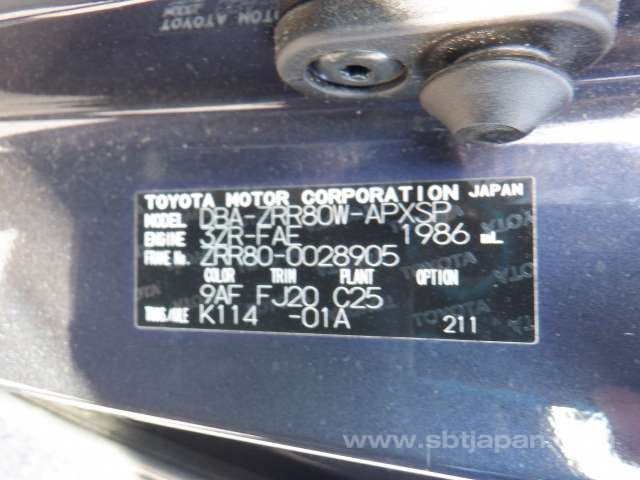 TOYOTA MOTOR CORPORATION JAPAN
MODEL DBA-ZRR80W-APXSP
ENGINE 3ZR-FAE 1986 mL
FRAME No. ZRR80-0028905
COLOR TRIM PLANT OPTION
9AF FJ20 C25
TRANS/AXLE K114 -01A 211
www.sbtjapan.